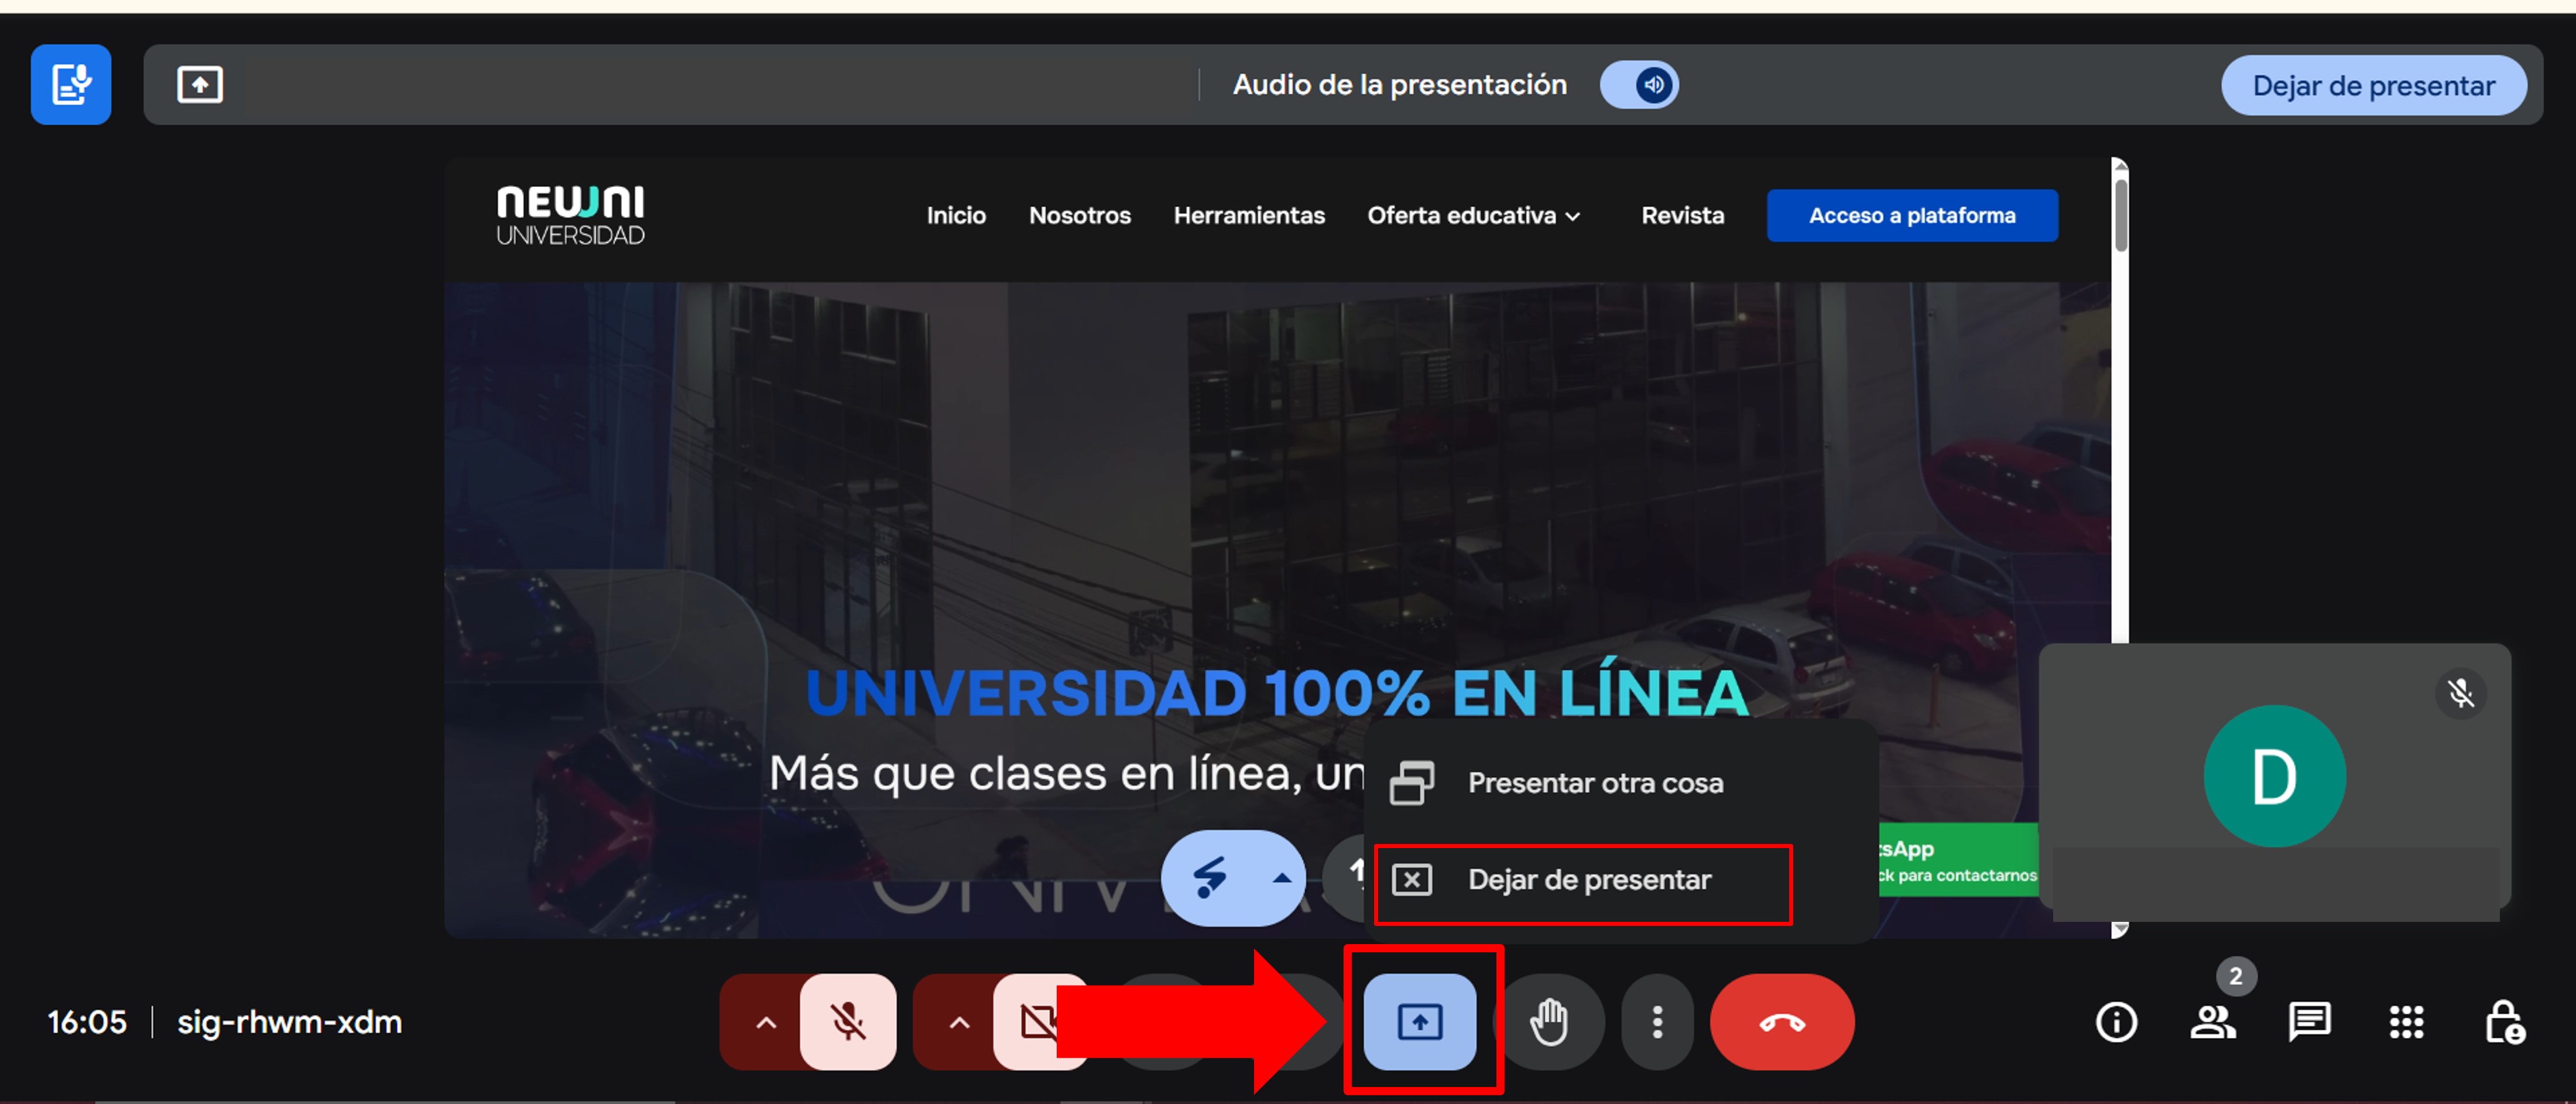 Audio de la presentación
Dejar de presentar
NEWNI
UNIVERSIDAD
Inicio
Nosotros
Herramientas
Oferta educativa
Revista
Acceso a plataforma
UNIVERSIDAD 100% EN LÍNEA
Más que clases en línea, un
Presentar otra cosa
Dejar de presentar
tsApp
ck para contactarnos
D
2
16:05
sig-rhwm-xdm